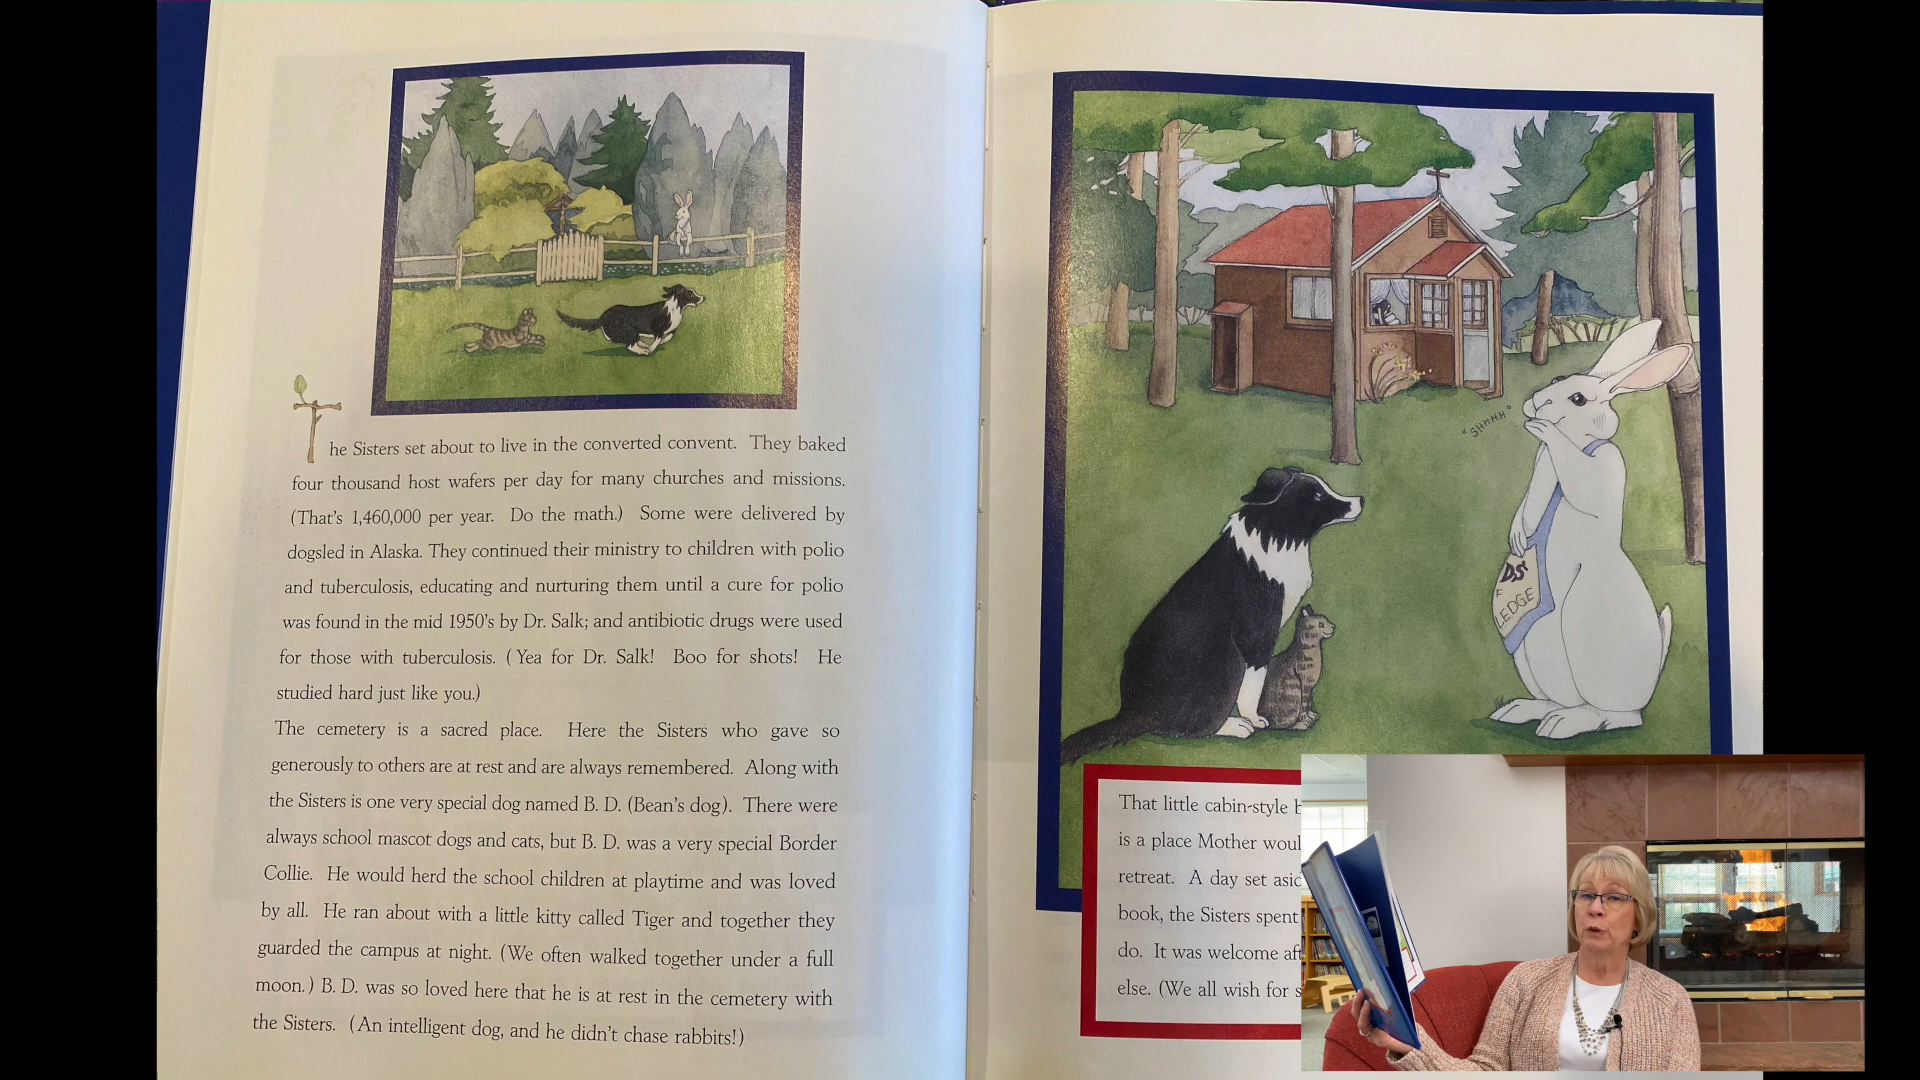 The Sisters set about to live in the converted convent. They baked
four thousand host wafers per day for many churches and missions.
(That's 1,460,000 per year. Do the math.) Some were delivered by
dogsled in Alaska. They continued their ministry to children with polio
and tuberculosis, educating and nurturing them until a cure for polio
was found in the mid 1950's by Dr. Salk; and antibiotic drugs were used
for those with tuberculosis. ( Yea for Dr. Salk! Boo for shots! He
studied hard just like you.)
The cemetery is a sacred place. Here the Sisters who gave so
generously to others are at rest and are always remembered. Along with
the Sisters is one very special dog named B. D. (Bean's dog). There were
always school mascot dogs and cats, but B. D. was a very special Border
Collie. He would herd the school children at playtime and was loved
by all. He ran about with a little kitty called Tiger and together they
guarded the campus at night. (We often walked together under a full
moon.) B. D. was so loved here that he is at rest in the cemetery with
the Sisters. (An intelligent dog, and he didn't chase rabbits!)
"SHHHH"
DST
F
LEDGE
That little cabin-style
is a place Mother
retreat. A day set
book, the Sisters spent
do. It was welcome
else. (We all wish for